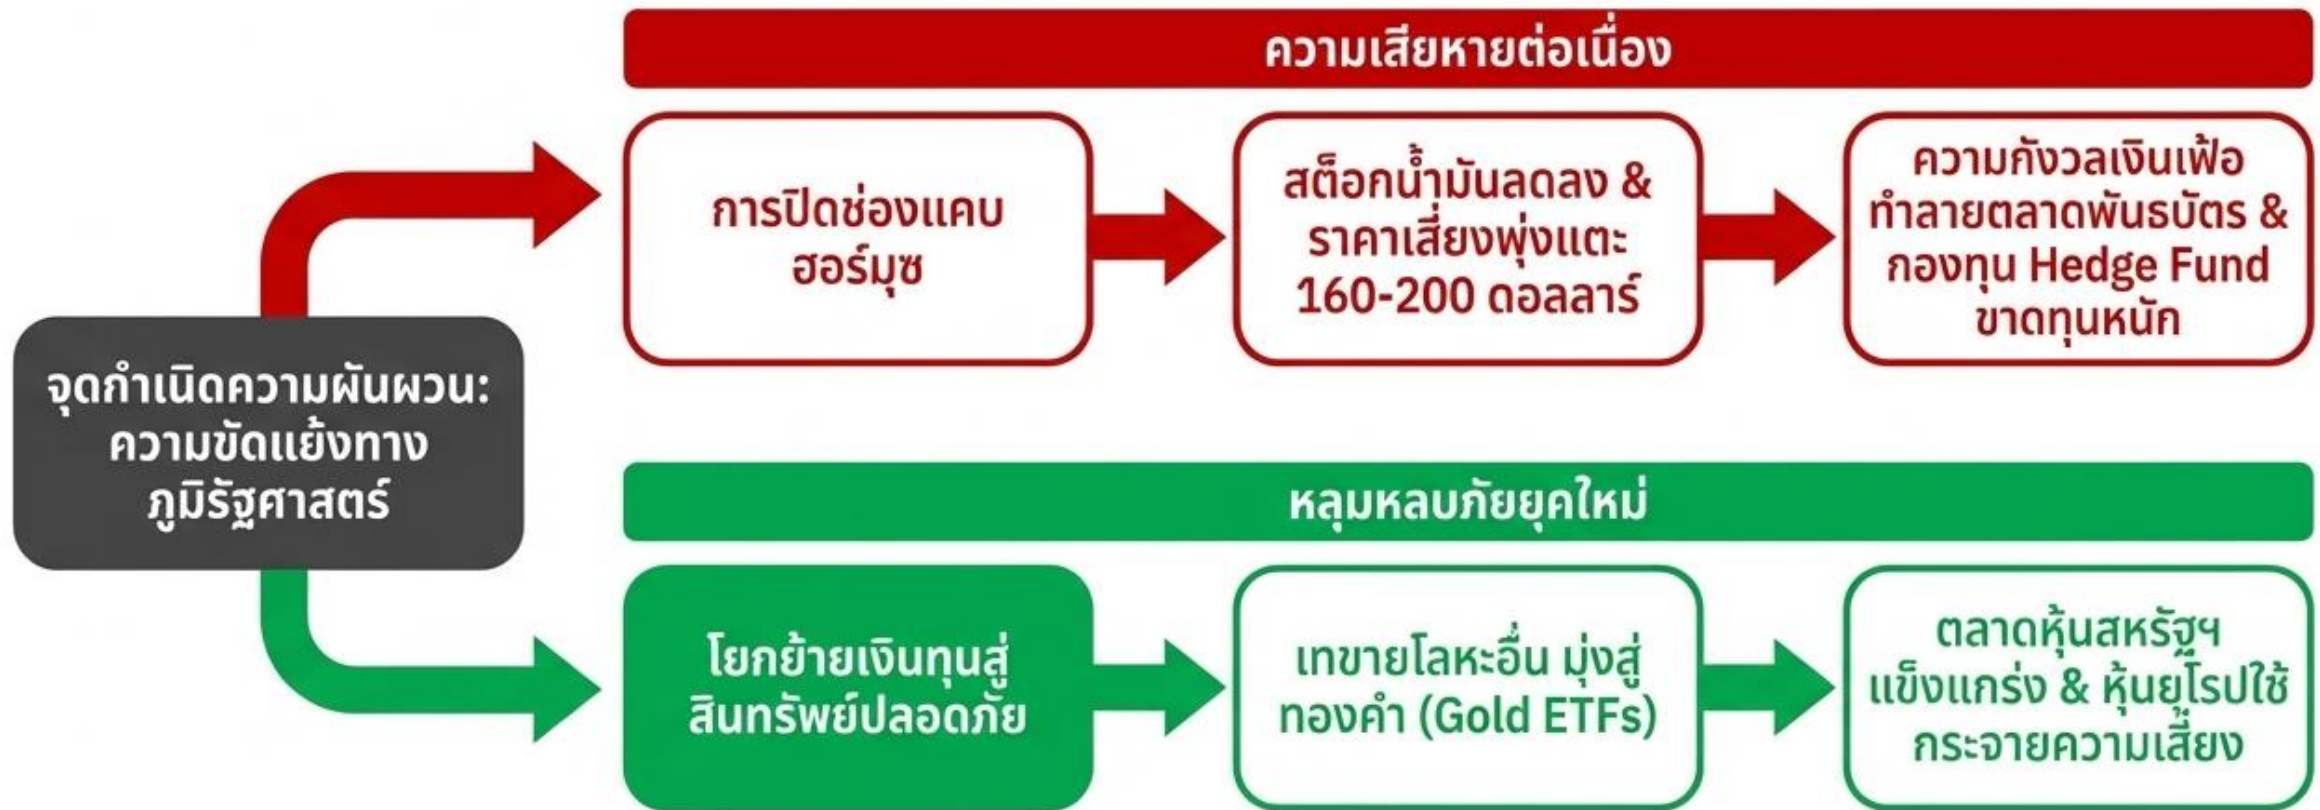 ความเสียหายต่อเนื่อง
การปิดช่องแคบ
ฮอร์มุซ
สต็อกน้ำมันลดลง &
ราคาเสี่ยงพุ่งแตะ
160-200 ดอลลาร์
ความกังวลเงินเฟ้อ
ทำลายตลาดพันธบัตร &
กองทุน Hedge Fund
ขาดทุนหนัก
จุดกำเนิดความผันผวน:
ความขัดแย้งทาง
ภูมิรัฐศาสตร์
หลุมหลบภัยยุคใหม่
โยกย้ายเงินทุนสู่
สินทรัพย์ปลอดภัย
เทขายโลหะอื่น มุ่งสู่
ทองคำ (Gold ETFs)
ตลาดหุ้นสหรัฐฯ
แข็งแกร่ง & หุ้นยุโรปใช้
กระจายความเสี่ยง